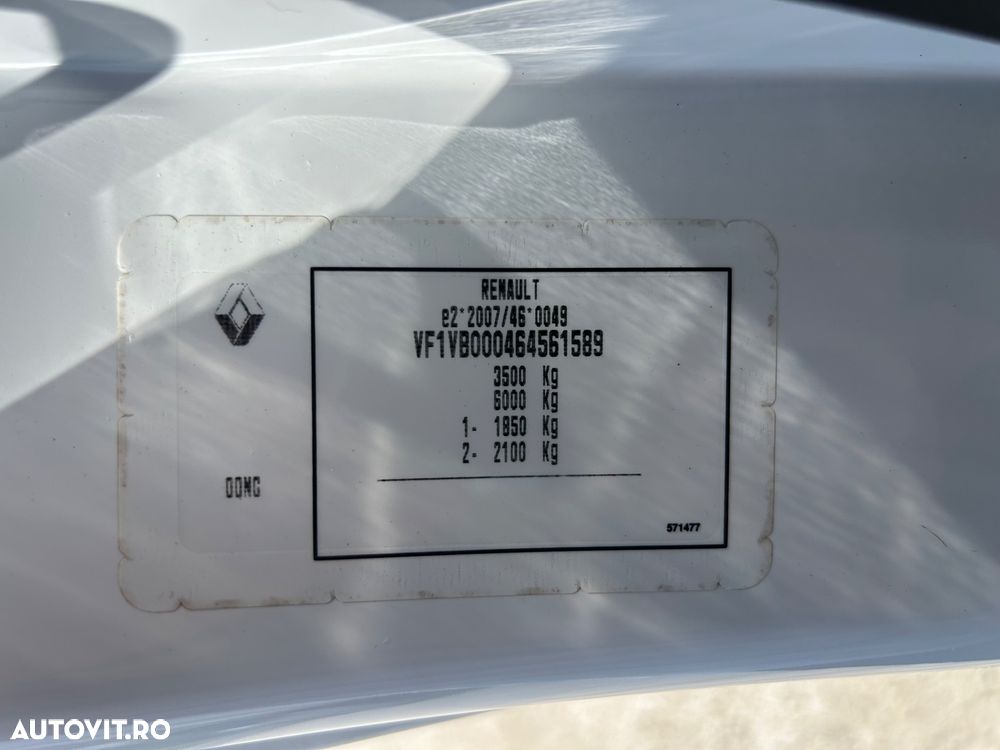 RENAULT
e2*2007/46*0049
VF1VB000464561589
3500 Kg
6000 Kg
1- 1850 Kg
2- 2100 Kg
OQNG
571477
AUTOVIT.RO